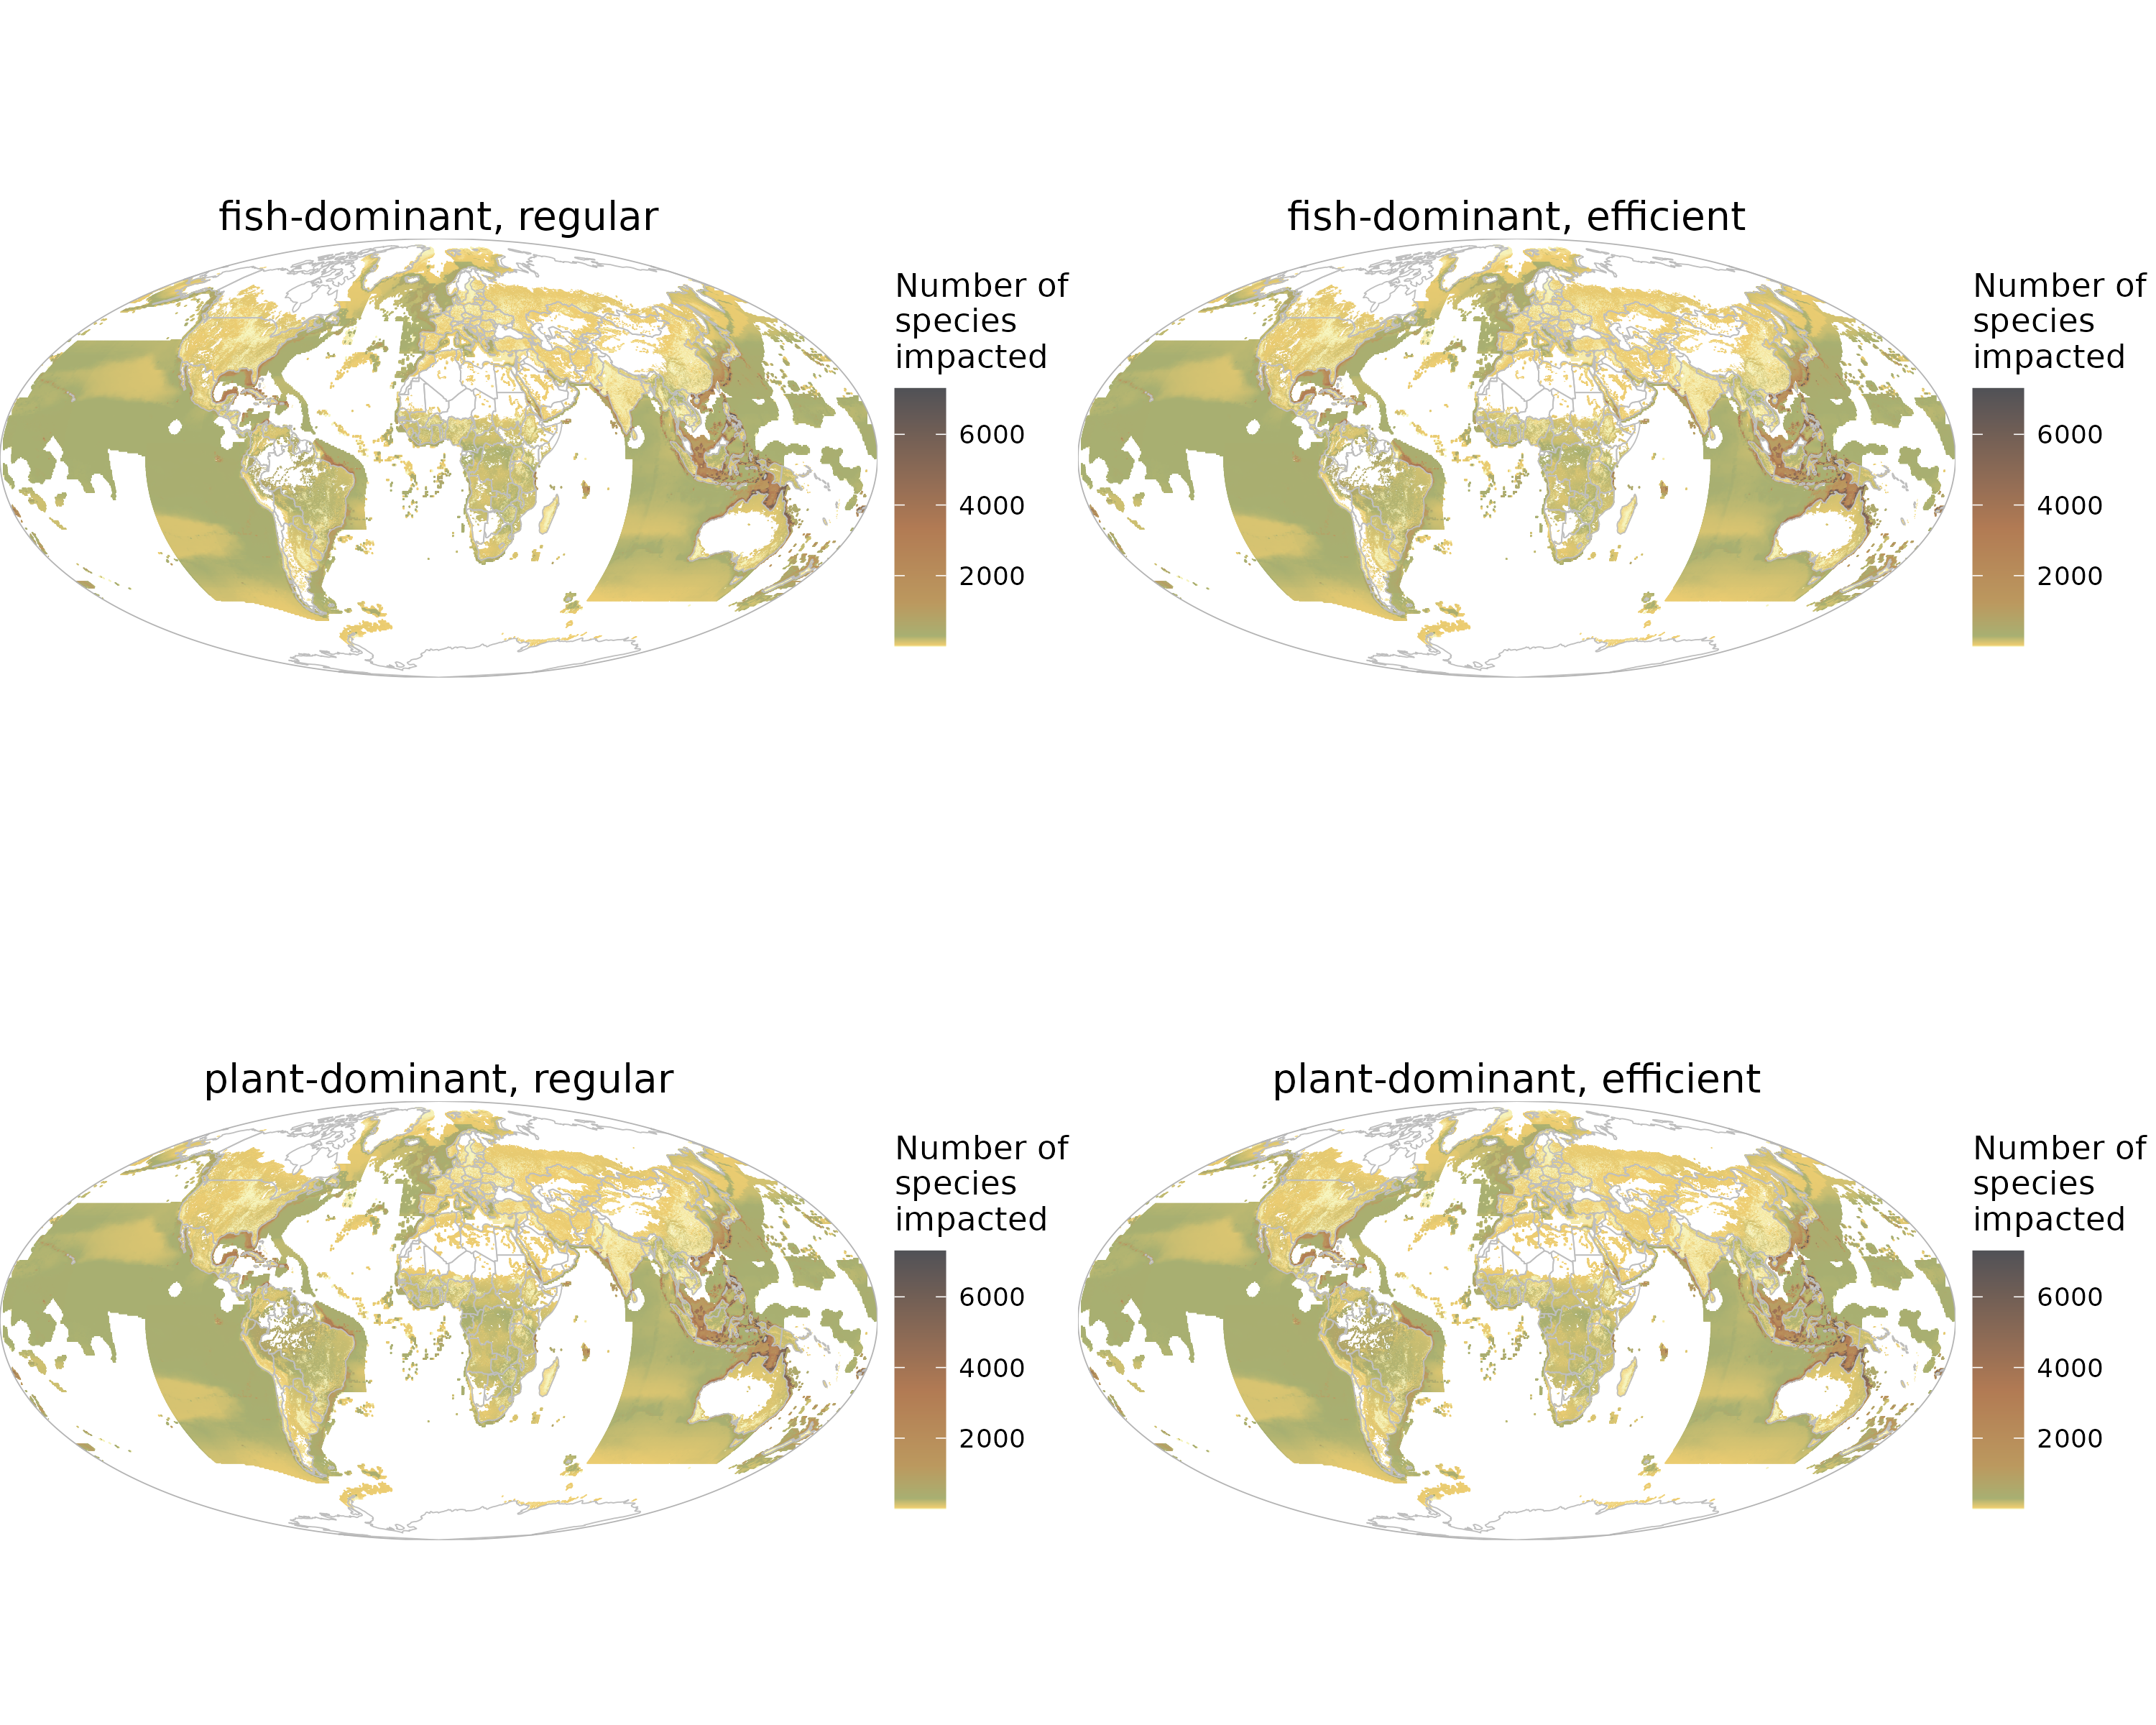 fish-dominant, regular
Number of
species
impacted
6000
4000
2000
fish-dominant, efficient
Number of
species
impacted
6000
4000
2000
plant-dominant, regular
Number of
species
impacted
6000
4000
2000
plant-dominant, efficient
Number of
species
impacted
6000
4000
2000